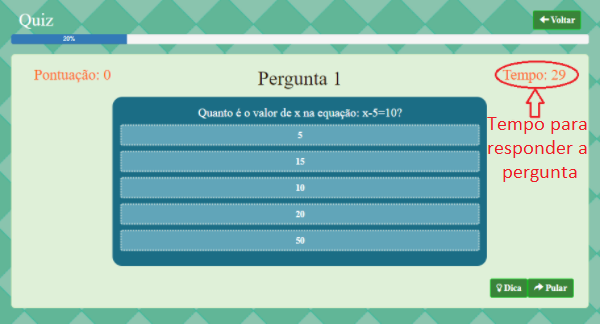 Quiz
Voltar
20%
Pontuação: 0
Pergunta 1
Tempo: 29
Quanto é o valor de x na equação: x-5=10?
5
15
10
20
50
Tempo para
responder a
pergunta
Dica
Pular